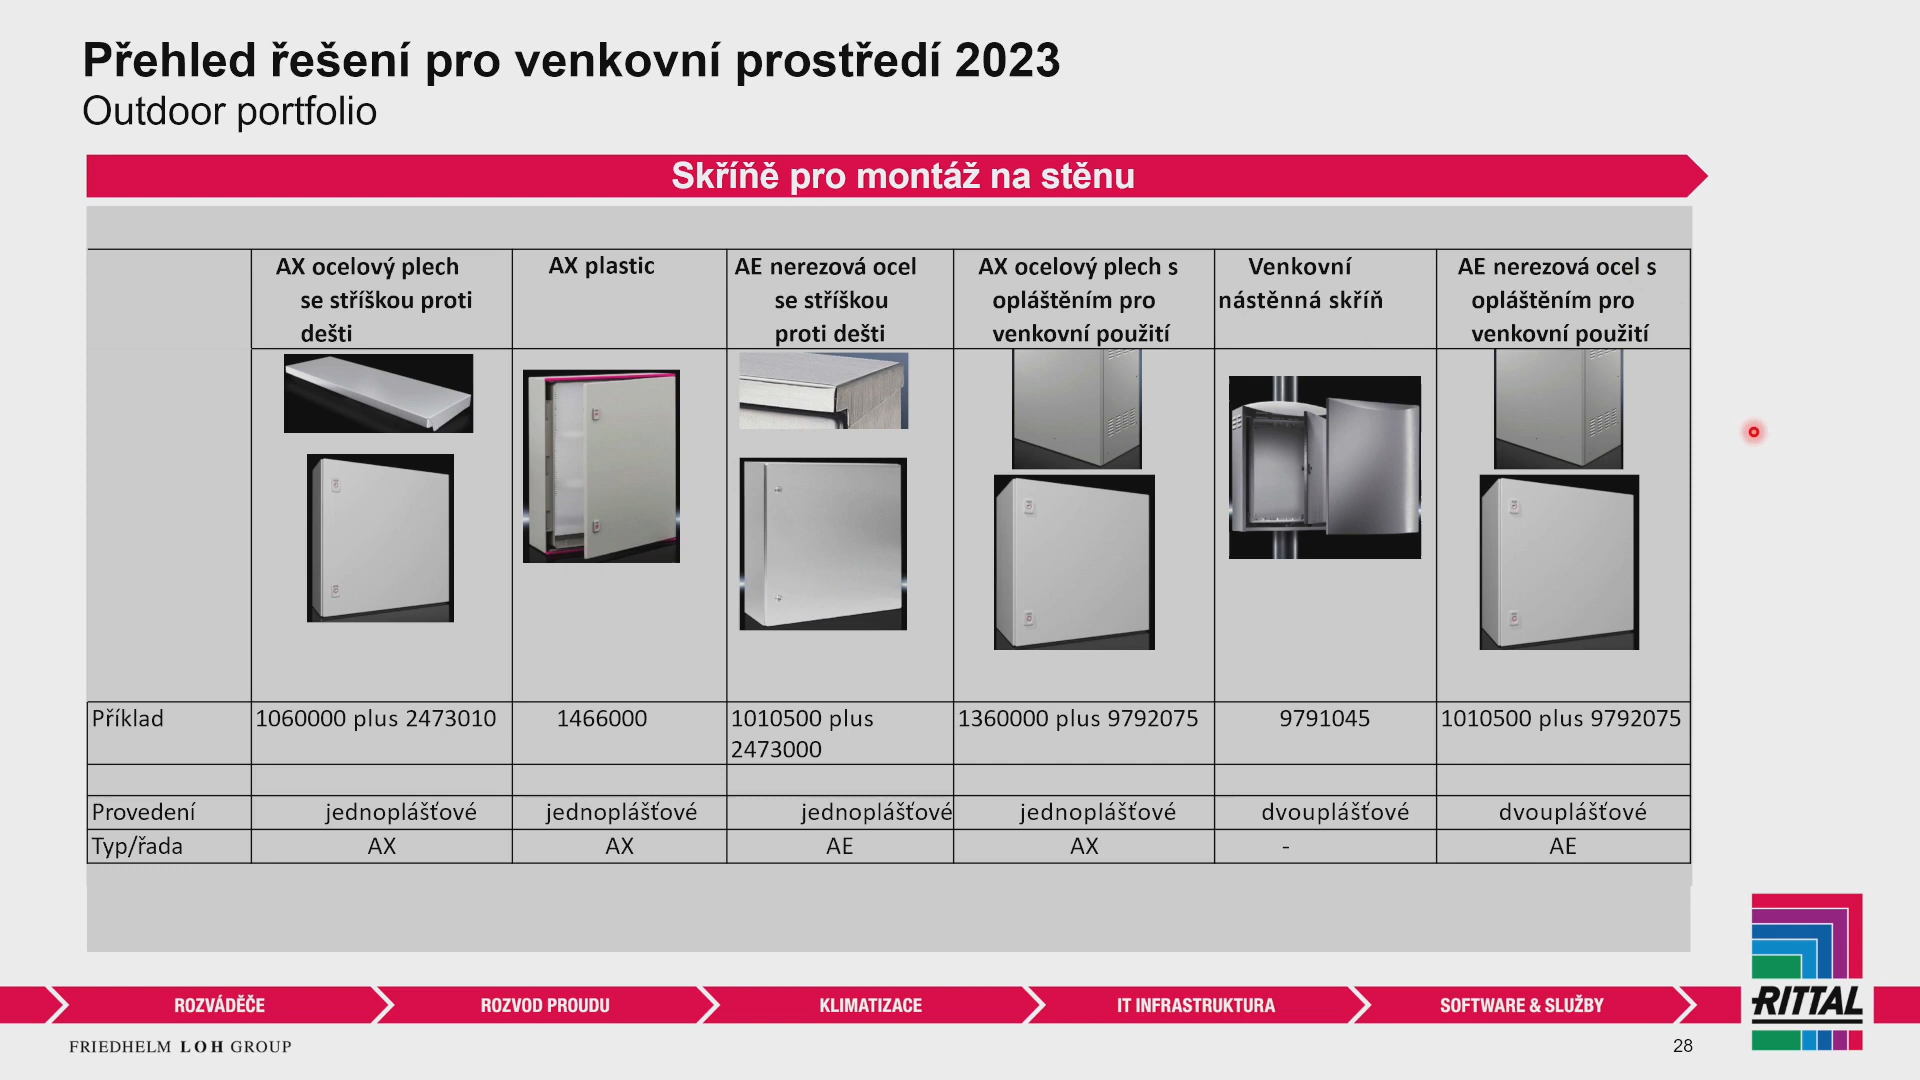 Přehled řešení pro venkovní prostředí 2023
Outdoor portfolio
Skříňě pro montáž na stěnu
AX ocelový plech
se stříškou proti
dešti
AX plastic
AE nerezová ocel
se stříškou
proti dešti
AX ocelový plech s
opláštěním pro
venkovní použití
Venkovní
nástěnná skříň
AE nerezová ocel s
opláštěním pro
venkovní použití
Příklad
1060000 plus 2473010
1466000
1010500 plus
2473000
1360000 plus 9792075
9791045
1010500 plus 9792075
Provedení
jednoplášťové
jednoplášťové
jednoplášťové
jednoplášťové
dvouplášťové
dvouplášťové
Typ/řada
AX
AX
AE
AX
-
AE
ROZVÁDĚČE
ROZVOD PROUDU
KLIMATIZACE
IT INFRASTRUKTURA
SOFTWARE & SLUŽBY
RITTAL
FRIEDHELM LOH GROUP
28